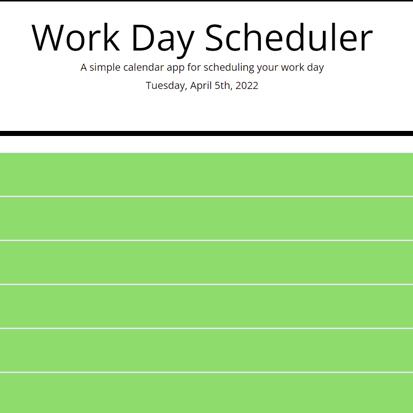 Work Day Scheduler
A simple calendar app for scheduling your work day
Tuesday, April 5th, 2022